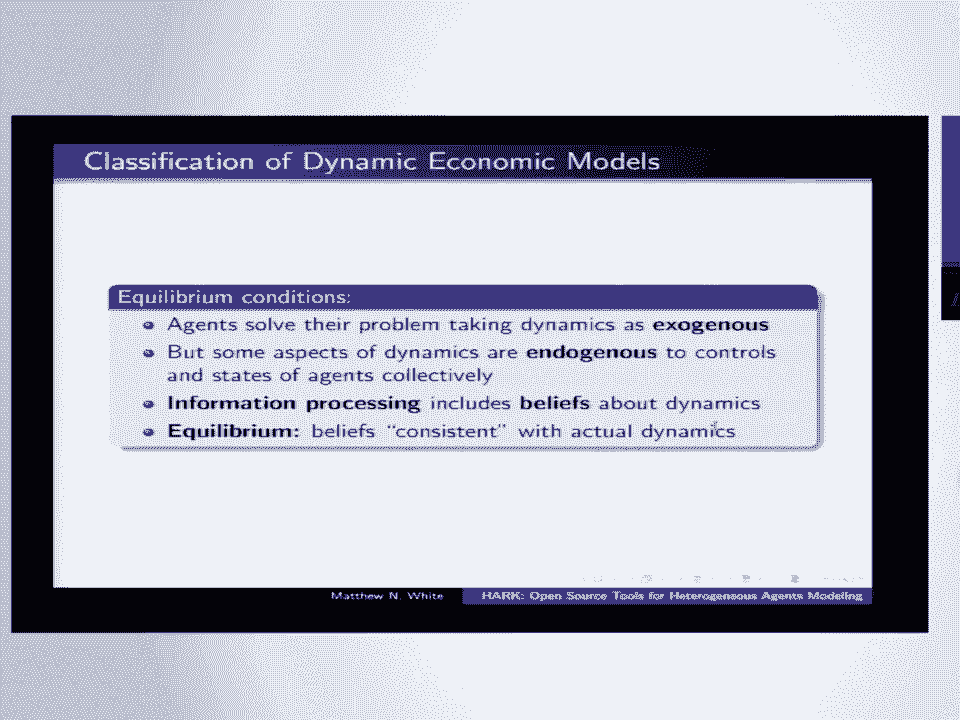 Classification of Dynamic Economic Models
Equilibrium conditions:
Agents solve their problem taking dynamics as exogenous
But some aspects of dynamics are endogenous to controls
and states of agents collectively
Information processing includes beliefs about dynamics
Equilibrium: beliefs "consistent" with actual dynamics
Matthew N. White
HARK: Open Source Tools for Heterogeneous Agents Modeling